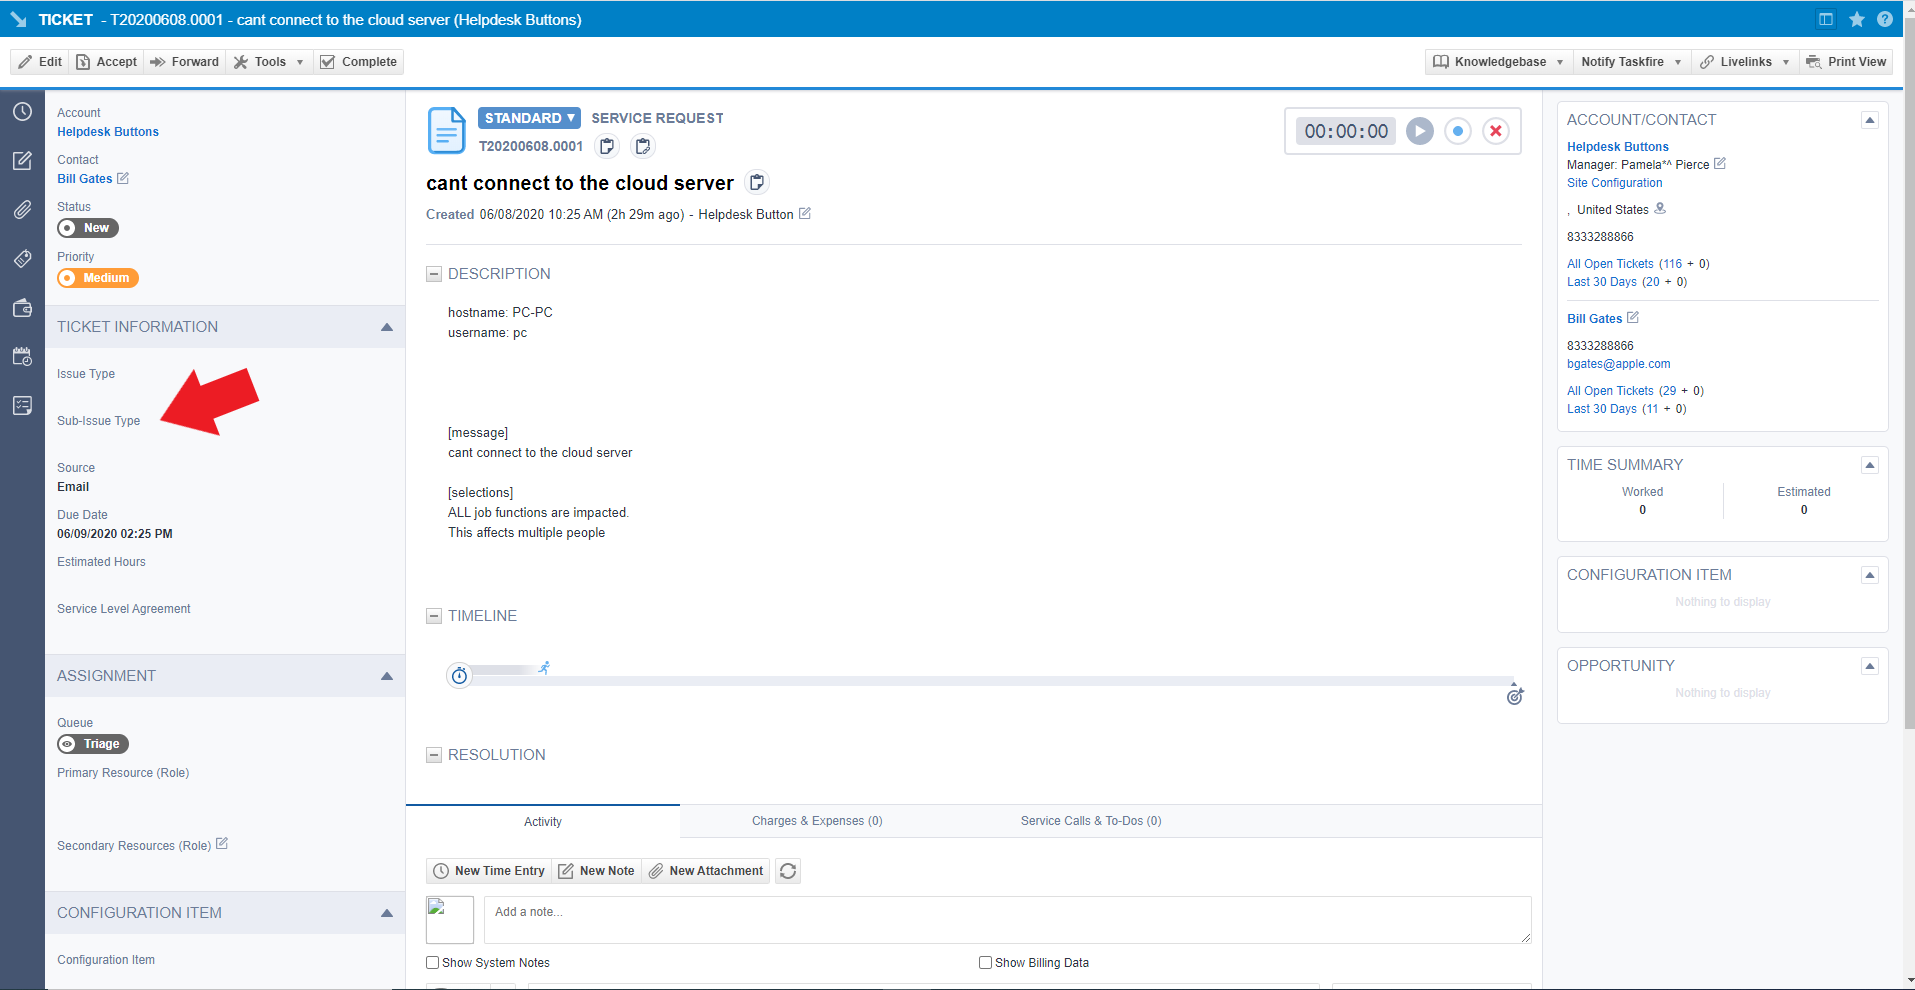 TICKET - T20200608.0001 - cant connect to the cloud server (Helpdesk Buttons)
Edit Accept Forward Tools Complete
Knowledgebase Notify Taskfire Livelinks Print View
Account
Helpdesk Buttons
Contact
Bill Gates
Status
New
Priority
Medium
TICKET INFORMATION
Issue Type
Sub-Issue Type
Source
Email
Due Date
06/09/2020 02:25 PM
Estimated Hours
Service Level Agreement
ASSIGNMENT
Queue
Triage
Primary Resource (Role)
Secondary Resources (Role)
CONFIGURATION ITEM
Configuration Item
STANDARD SERVICE REQUEST
T20200608.0001
00:00:00
cant connect to the cloud server
Created 06/08/2020 10:25 AM (2h 29m ago) - Helpdesk Button
DESCRIPTION
hostname: PC-PC
username: pc
[message]
cant connect to the cloud server
[selections]
ALL job functions are impacted.
This affects multiple people
TIMELINE
RESOLUTION
Activity Charges & Expenses (0) Service Calls & To-Dos (0)
New Time Entry New Note New Attachment
Add a note...
Show System Notes Show Billing Data
ACCOUNT/CONTACT
Helpdesk Buttons
Manager: Pamela*^ Pierce
Site Configuration
, United States
8333288866
All Open Tickets (116 + 0)
Last 30 Days (20 + 0)
Bill Gates
8333288866
bgates@apple.com
All Open Tickets (29 + 0)
Last 30 Days (11 + 0)
TIME SUMMARY
Worked Estimated
0 0
CONFIGURATION ITEM
Nothing to display
OPPORTUNITY
Nothing to display